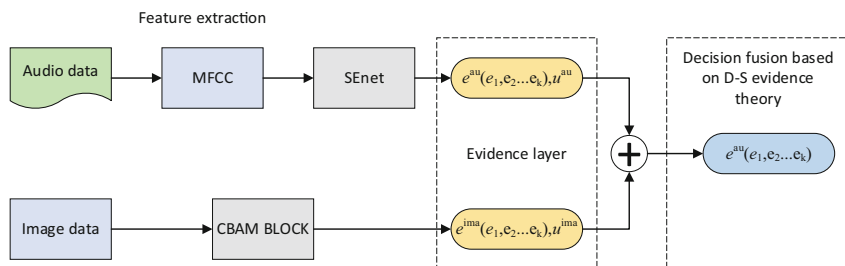 Feature extraction
Audio data
MFCC
SEnet
e^au(e₁,e₂...eₖ),u^au
Decision fusion based
on D-S evidence
theory
Evidence layer
+
e^au(e₁,e₂...eₖ)
Image data
CBAM BLOCK
e^ima(e₁,e₂...eₖ),u^ima